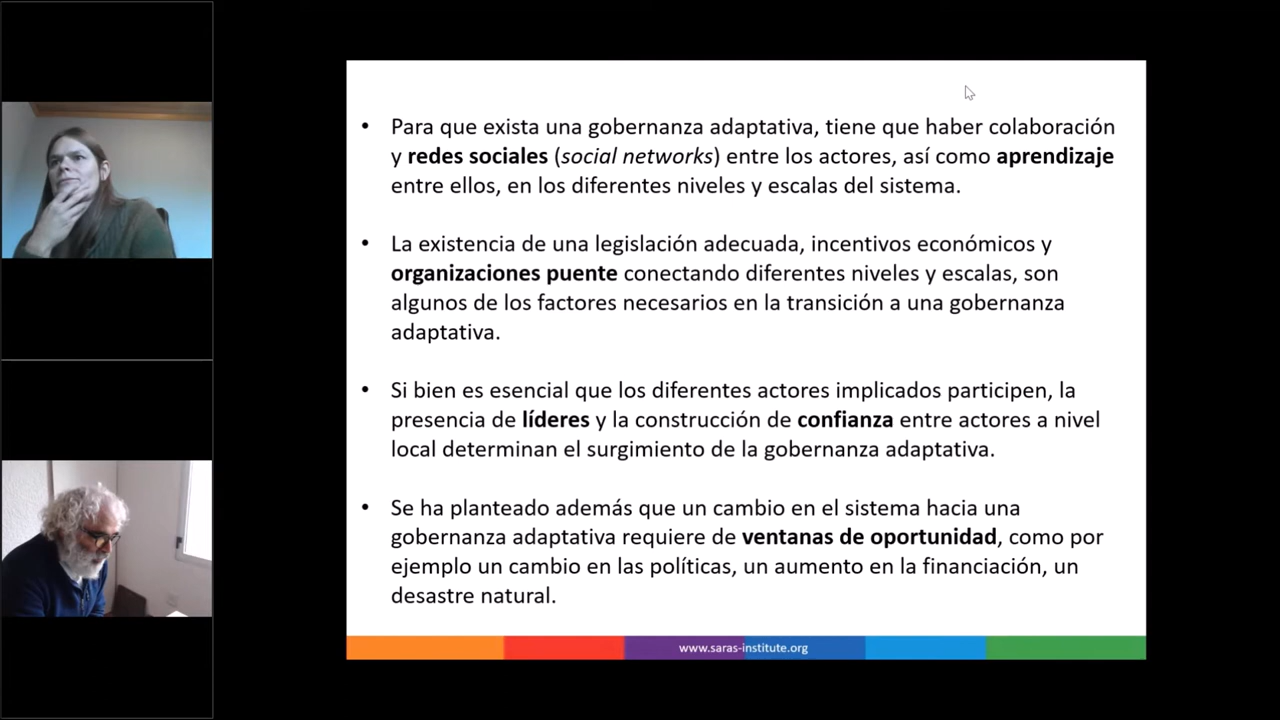 • Para que exista una gobernanza adaptativa, tiene que haber colaboración
y redes sociales (social networks) entre los actores, así como aprendizaje
entre ellos, en los diferentes niveles y escalas del sistema.
• La existencia de una legislación adecuada, incentivos económicos y
organizaciones puente conectando diferentes niveles y escalas, son
algunos de los factores necesarios en la transición a una gobernanza
adaptativa.
• Si bien es esencial que los diferentes actores implicados participen, la
presencia de líderes y la construcción de confianza entre actores a nivel
local determinan el surgimiento de la gobernanza adaptativa.
• Se ha planteado además que un cambio en el sistema hacia una
gobernanza adaptativa requiere de ventanas de oportunidad, como por
ejemplo un cambio en las políticas, un aumento en la financiación, un
desastre natural.
www.saras-institute.org